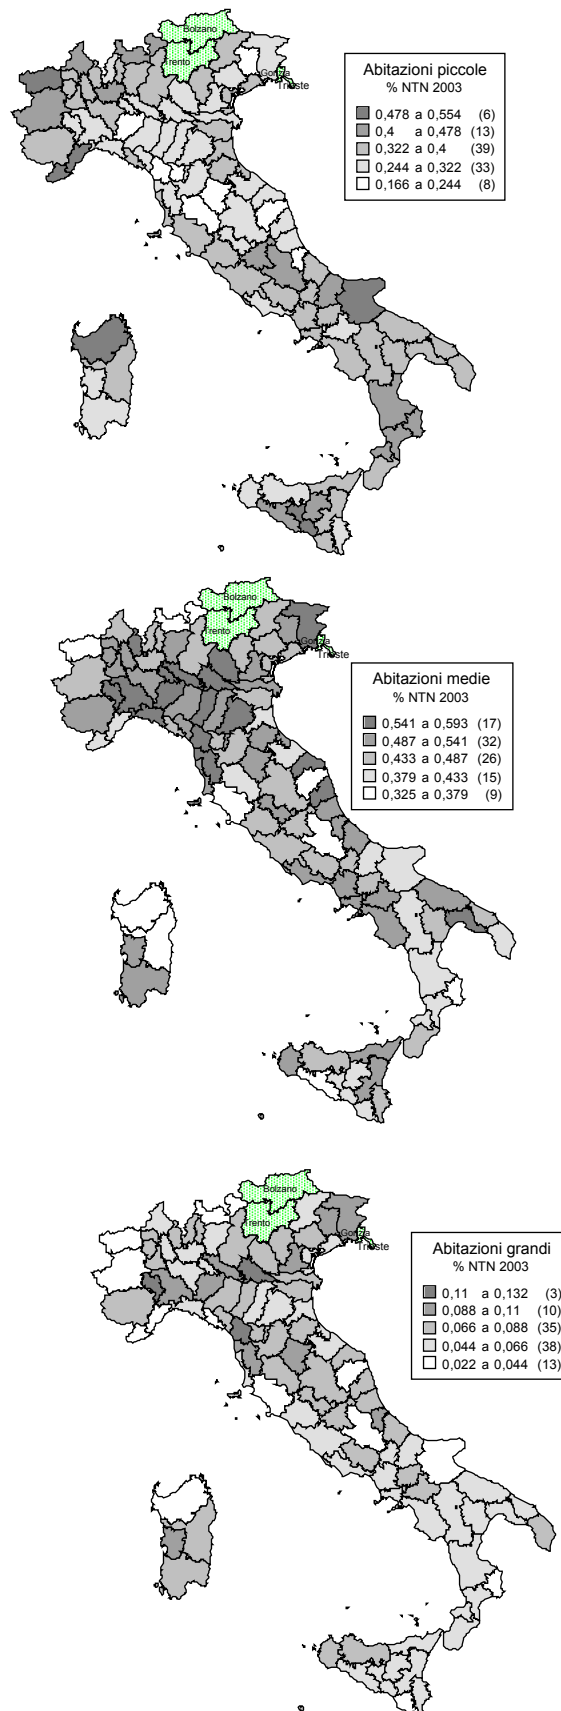 Bolzano
Trento
Gorizia
Trieste
Abitazioni piccole
% NTN 2003
0,478 a 0,554 (6)
0,4 a 0,478 (13)
0,322 a 0,4 (39)
0,244 a 0,322 (33)
0,166 a 0,244 (8)
Bolzano
Trento
Gorizia
Trieste
Abitazioni medie
% NTN 2003
0,541 a 0,593 (17)
0,487 a 0,541 (32)
0,433 a 0,487 (26)
0,379 a 0,433 (15)
0,325 a 0,379 (9)
Bolzano
Trento
Gorizia
Trieste
Abitazioni grandi
% NTN 2003
0,11 a 0,132 (3)
0,088 a 0,11 (10)
0,066 a 0,088 (35)
0,044 a 0,066 (38)
0,022 a 0,044 (13)